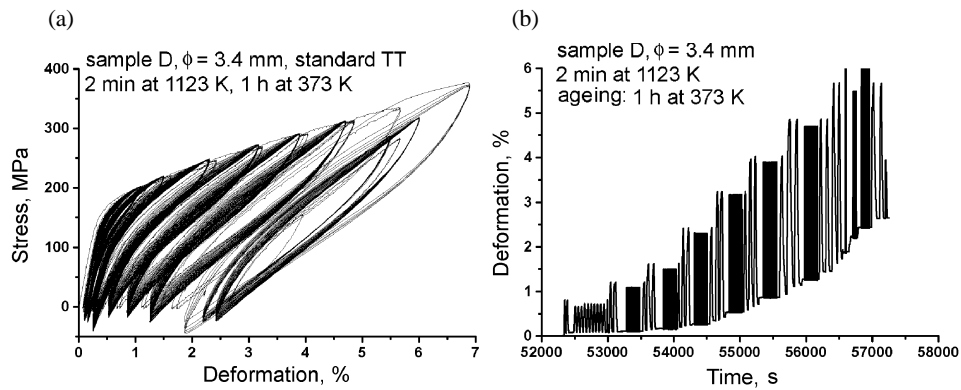 (a)
sample D, ϕ = 3.4 mm, standard TT
2 min at 1123 K, 1 h at 373 K
400
300
200
100
0
Stress, MPa
0 1 2 3 4 5 6 7
Deformation, %
(b)
sample D, ϕ = 3.4 mm
2 min at 1123 K
ageing: 1 h at 373 K
6
5
4
3
2
1
0
Deformation, %
52000 53000 54000 55000 56000 57000 58000
Time, s